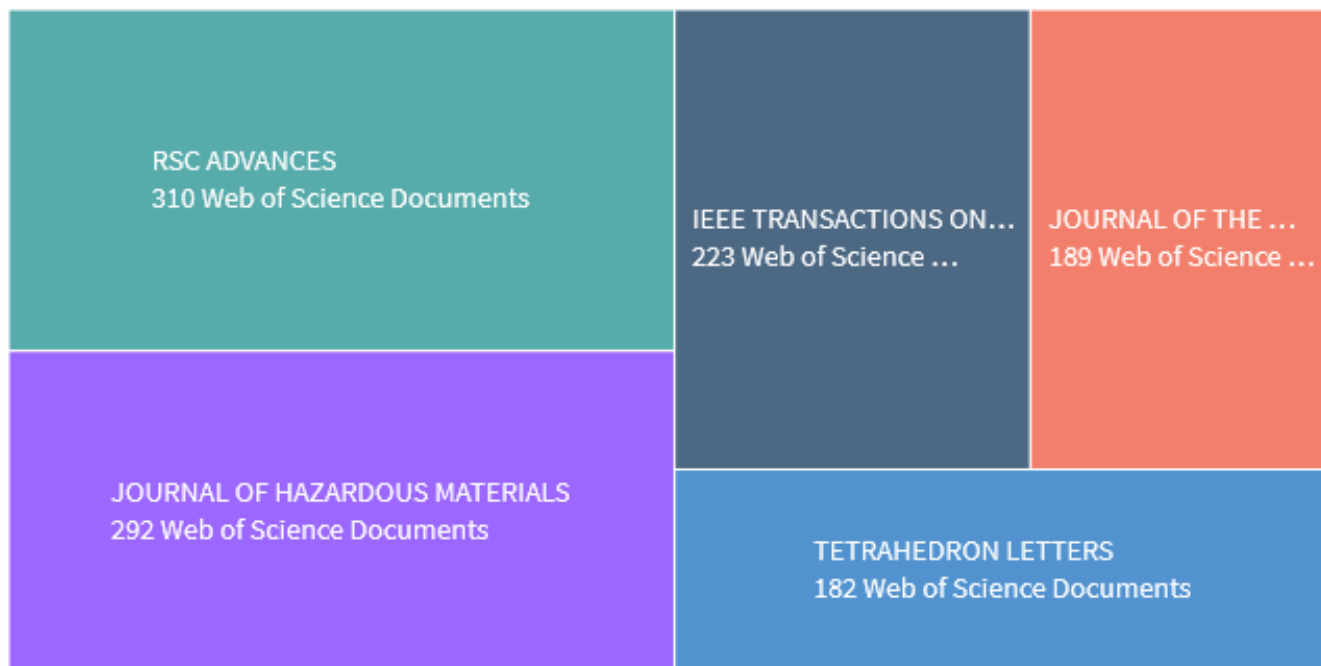 RSC ADVANCES
310 Web of Science Documents
IEEE TRANSACTIONS ON...
223 Web of Science ...
JOURNAL OF THE ...
189 Web of Science ...
JOURNAL OF HAZARDOUS MATERIALS
292 Web of Science Documents
TETRAHEDRON LETTERS
182 Web of Science Documents